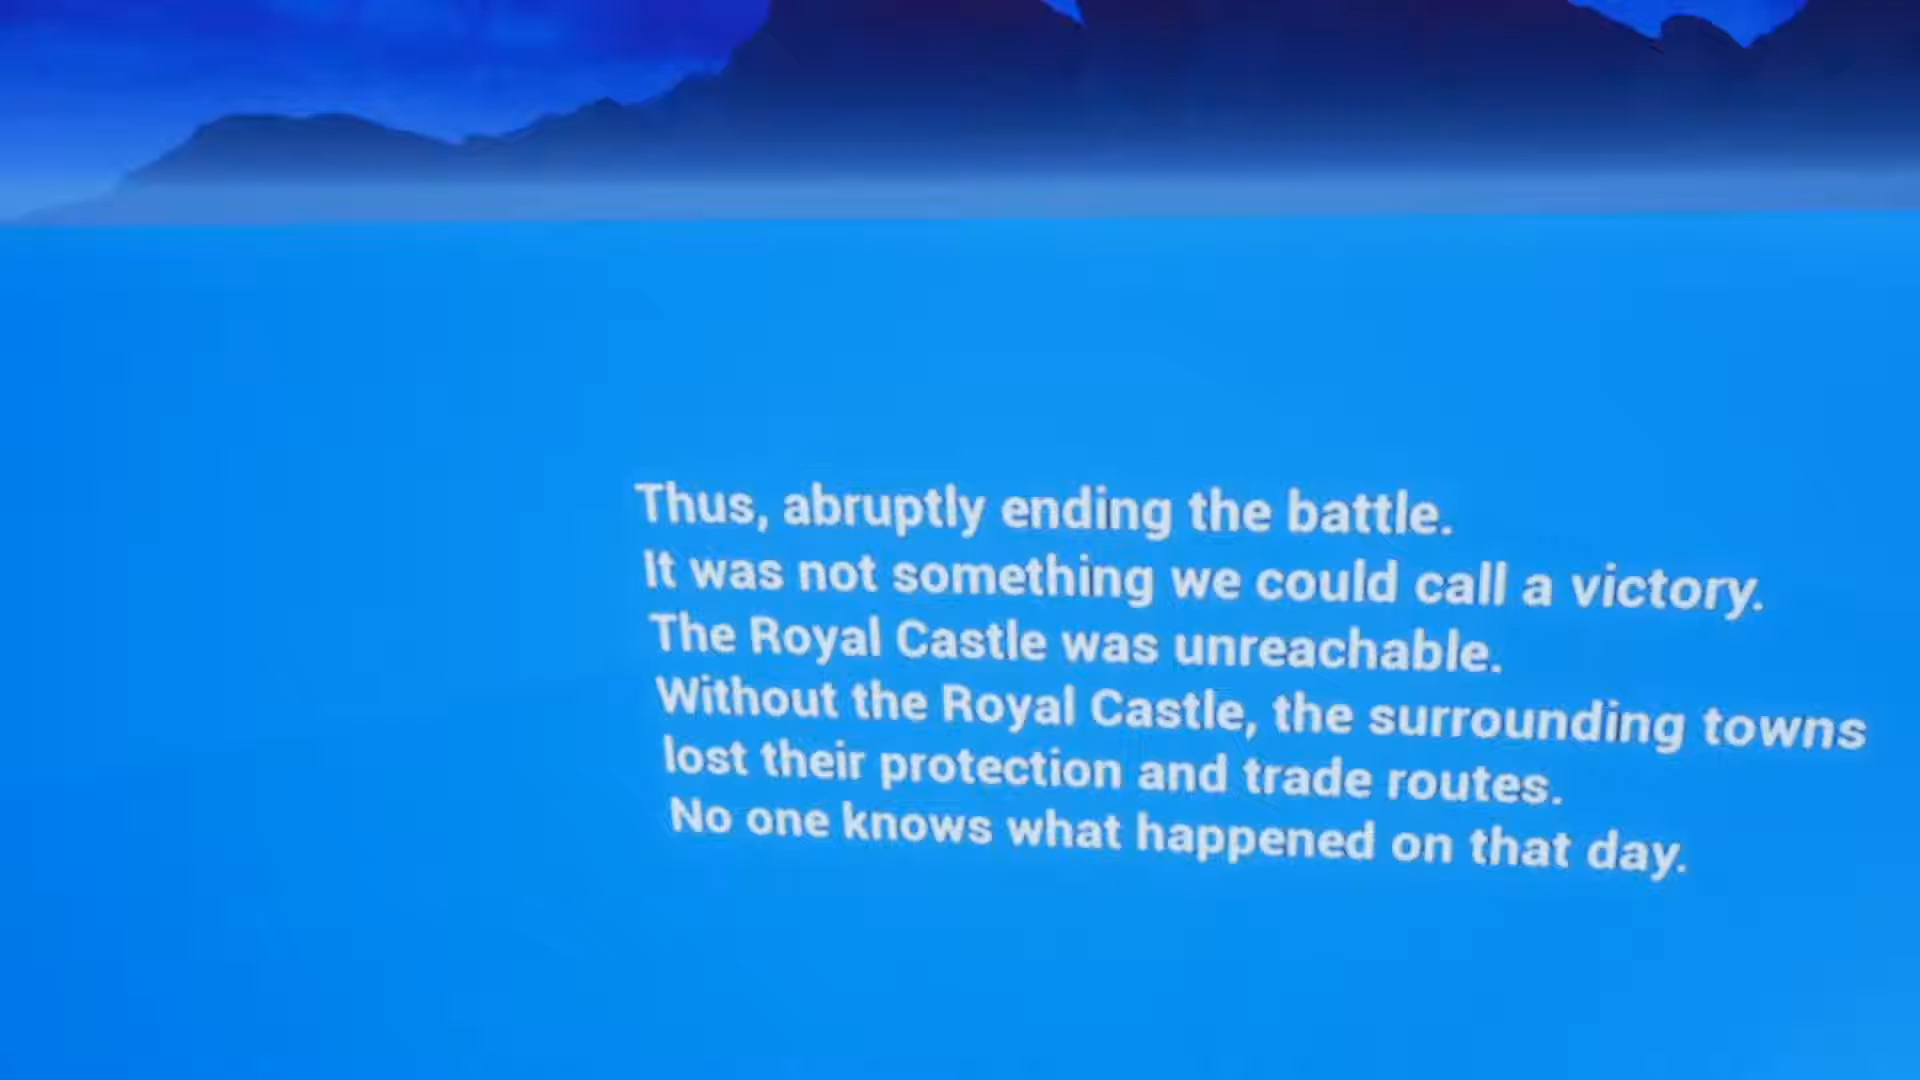 Thus, abruptly ending the battle.
It was not something we could call a victory.
The Royal Castle was unreachable.
Without the Royal Castle, the surrounding towns
lost their protection and trade routes.
No one knows what happened on that day.